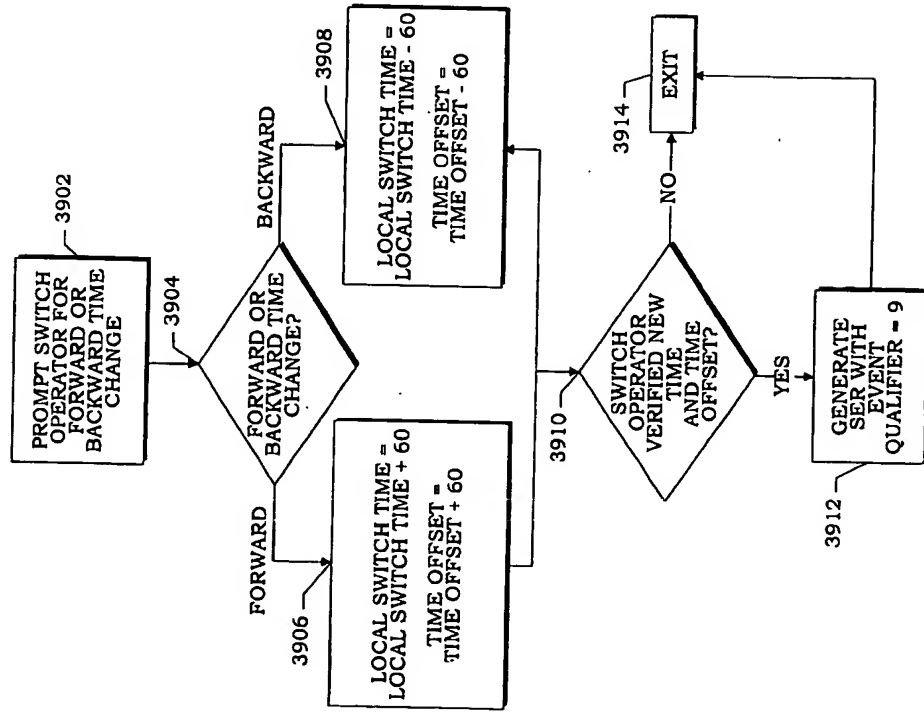 3902
PROMPT SWITCH
OPERATOR FOR
FORWARD OR
BACKWARD TIME
CHANGE
3904
FORWARD OR
BACKWARD TIME
CHANGE?
FORWARD
BACKWARD
3906
LOCAL SWITCH TIME =
LOCAL SWITCH TIME + 60
TIME OFFSET =
TIME OFFSET + 60
3908
LOCAL SWITCH TIME =
LOCAL SWITCH TIME - 60
TIME OFFSET =
TIME OFFSET - 60
3910
SWITCH
OPERATOR
VERIFIED NEW
TIME
AND TIME
OFFSET?
NO
3914
EXIT
YES
3912
GENERATE
SER WITH
EVENT
QUALIFIER = 9